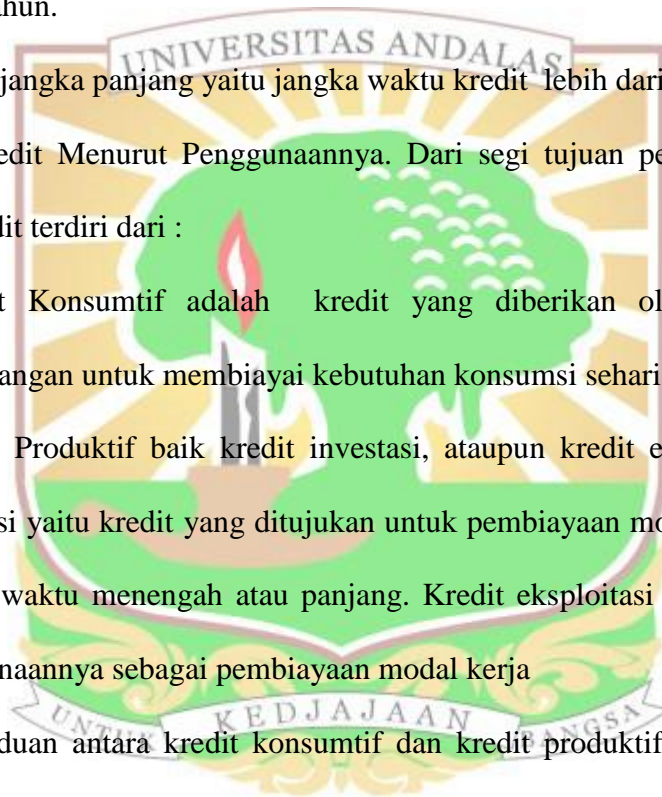 ahun.
UNIVERSITAS ANDALAS
jangka panjang yaitu jangka waktu kredit lebih dari
edit Menurut Penggunaannya. Dari segi tujuan pe
dit terdiri dari :
t Konsumtif adalah kredit yang diberikan ol
angan untuk membiayai kebutuhan konsumsi sehari
Produktif baik kredit investasi, ataupun kredit e
si yaitu kredit yang ditujukan untuk pembiayaan mo
waktu menengah atau panjang. Kredit eksploitasi
naannya sebagai pembiayaan modal kerja
UNTUK KEDJAJAAN BANGSA
duan antara kredit konsumtif dan kredit produktif